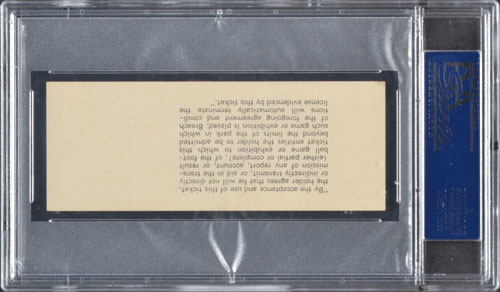 "By the acceptance and use of this ticket,
the holder agrees that he will not directly
or indirectly transmit, or aid in the trans-
mission of any report, account, or result
(either partial or complete), of the foot-
ball game or exhibition to which this
ticket entitles the holder to be admitted
beyond the limits of the park in which
such game or exhibition is played. Breach
of the foregoing agreement and condi-
tions will automatically terminate the
license evidenced by this ticket."